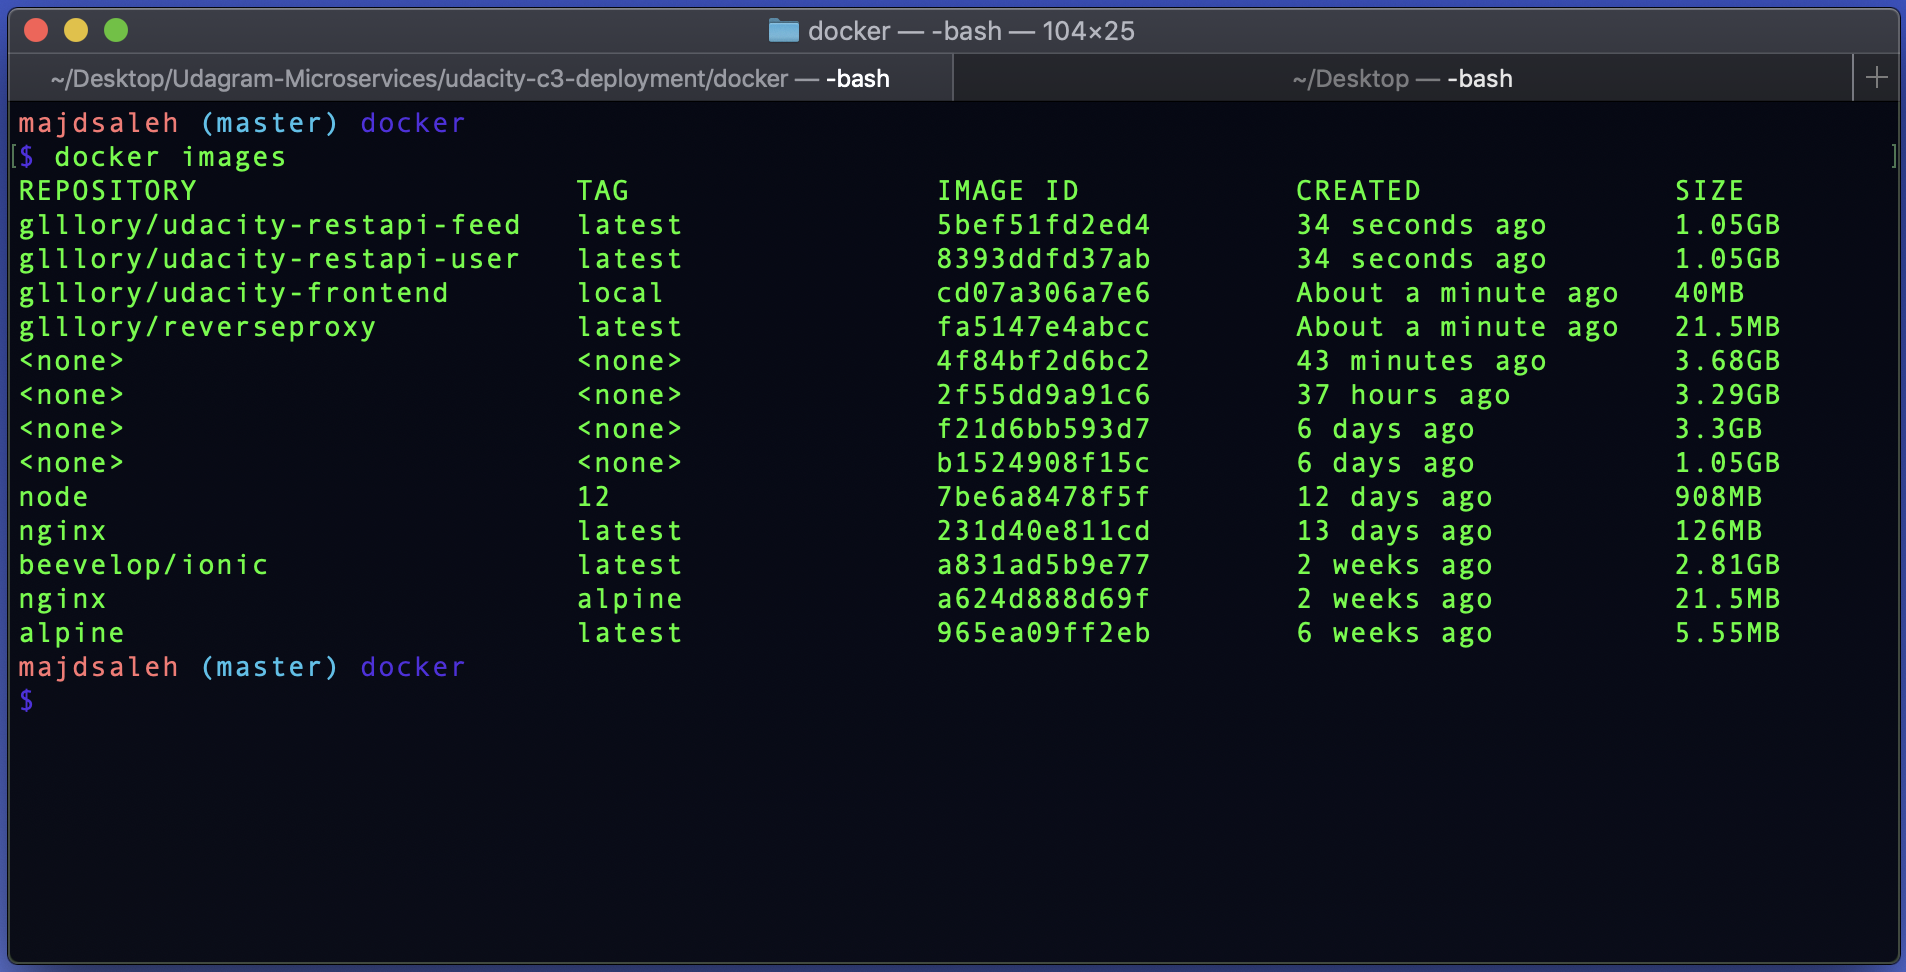 docker — -bash — 104×25
~/Desktop/Udagram-Microservices/udacity-c3-deployment/docker — -bash ~/Desktop — -bash
majdsaleh (master) docker
[$ docker images ]
REPOSITORY TAG IMAGE ID CREATED SIZE
glllory/udacity-restapi-feed latest 5bef51fd2ed4 34 seconds ago 1.05GB
glllory/udacity-restapi-user latest 8393ddfd37ab 34 seconds ago 1.05GB
glllory/udacity-frontend local cd07a306a7e6 About a minute ago 40MB
glllory/reverseproxy latest fa5147e4abcc About a minute ago 21.5MB
<none> <none> 4f84bf2d6bc2 43 minutes ago 3.68GB
<none> <none> 2f55dd9a91c6 37 hours ago 3.29GB
<none> <none> f21d6bb593d7 6 days ago 3.3GB
<none> <none> b1524908f15c 6 days ago 1.05GB
node 12 7be6a8478f5f 12 days ago 908MB
nginx latest 231d40e811cd 13 days ago 126MB
beevelop/ionic latest a831ad5b9e77 2 weeks ago 2.81GB
nginx alpine a624d888d69f 2 weeks ago 21.5MB
alpine latest 965ea09ff2eb 6 weeks ago 5.55MB
majdsaleh (master) docker
$